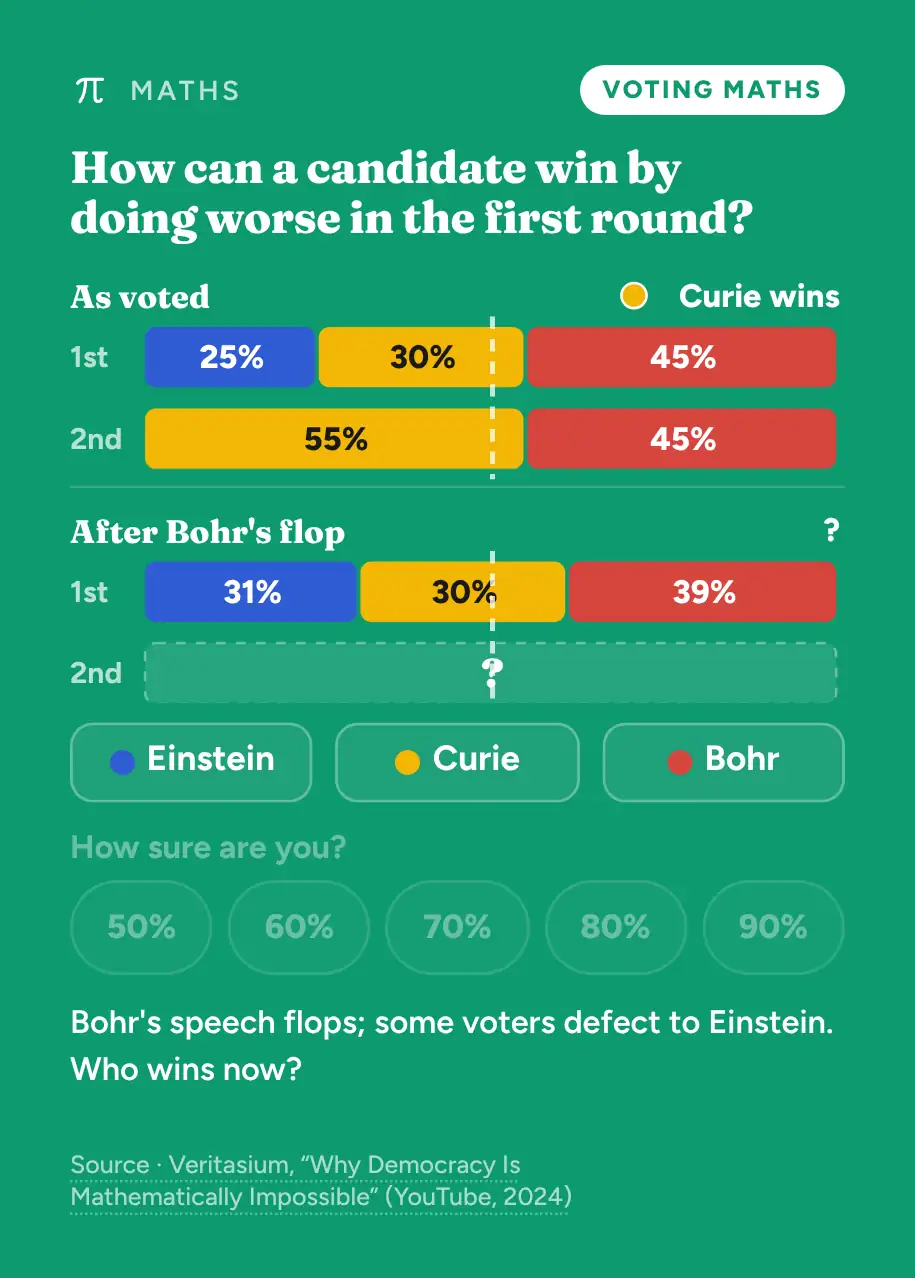 π MATHS
VOTING MATHS
How can a candidate win by
doing worse in the first round?
As voted
Curie wins
1st
25%
30%
45%
2nd
55%
45%
After Bohr's flop
?
1st
31%
30%
39%
2nd
?
Einstein
Curie
Bohr
How sure are you?
50%
60%
70%
80%
90%
Bohr's speech flops; some voters defect to Einstein.
Who wins now?
Source · Veritasium, “Why Democracy Is
Mathematically Impossible” (YouTube, 2024)